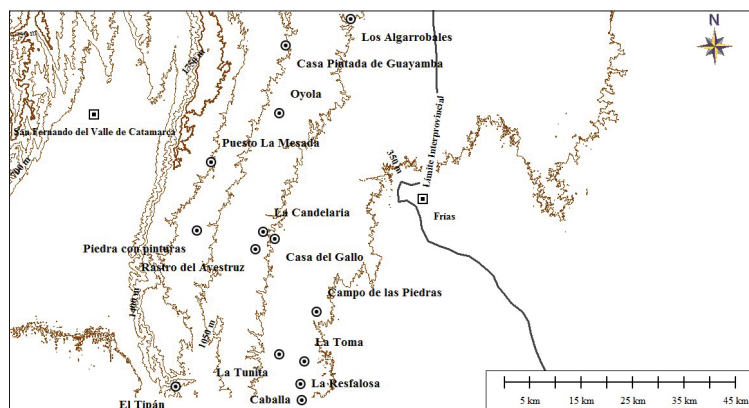 N
Los Algarrobales
Casa Pintada de Guayamba
Oyola
San Fernando del Valle de Catamarca
Puesto La Mesada
350 m
Límite Interprovincial
Frías
La Candelaria
Piedra con pinturas
Casa del Gallo
Rastro del Avestruz
1400 m
Campo de las Piedras
1050 m
La Toma
La Tunita
La Resfalosa
El Tipán
Caballa
5 km
15 km
25 km
35 km
45 km